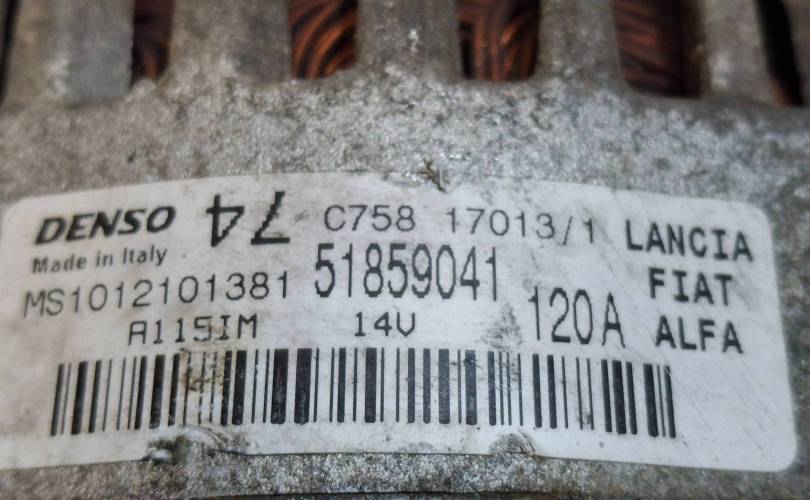 DENSO 74 C758 17013/1 LANCIA
Made in Italy 51859041 FIAT
MS1012101381 120A ALFA
A115IM 14V